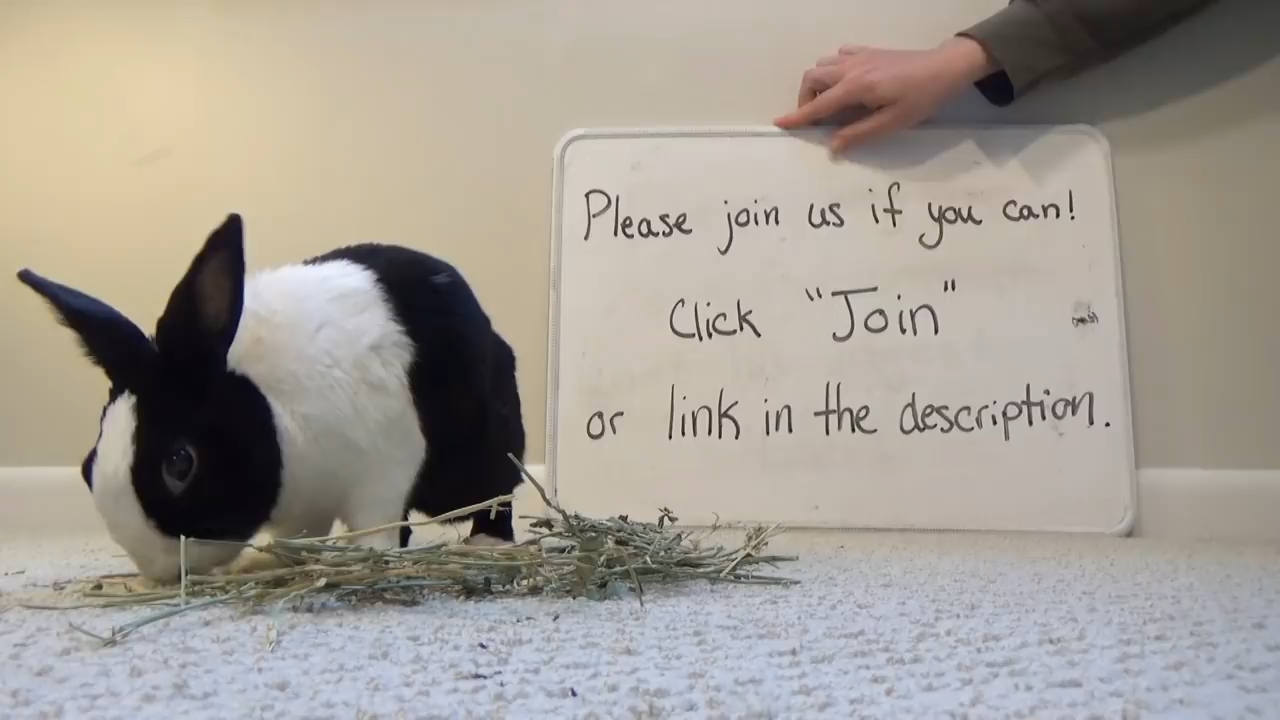 Please join us if you can!
Click "Join"
or link in the description.